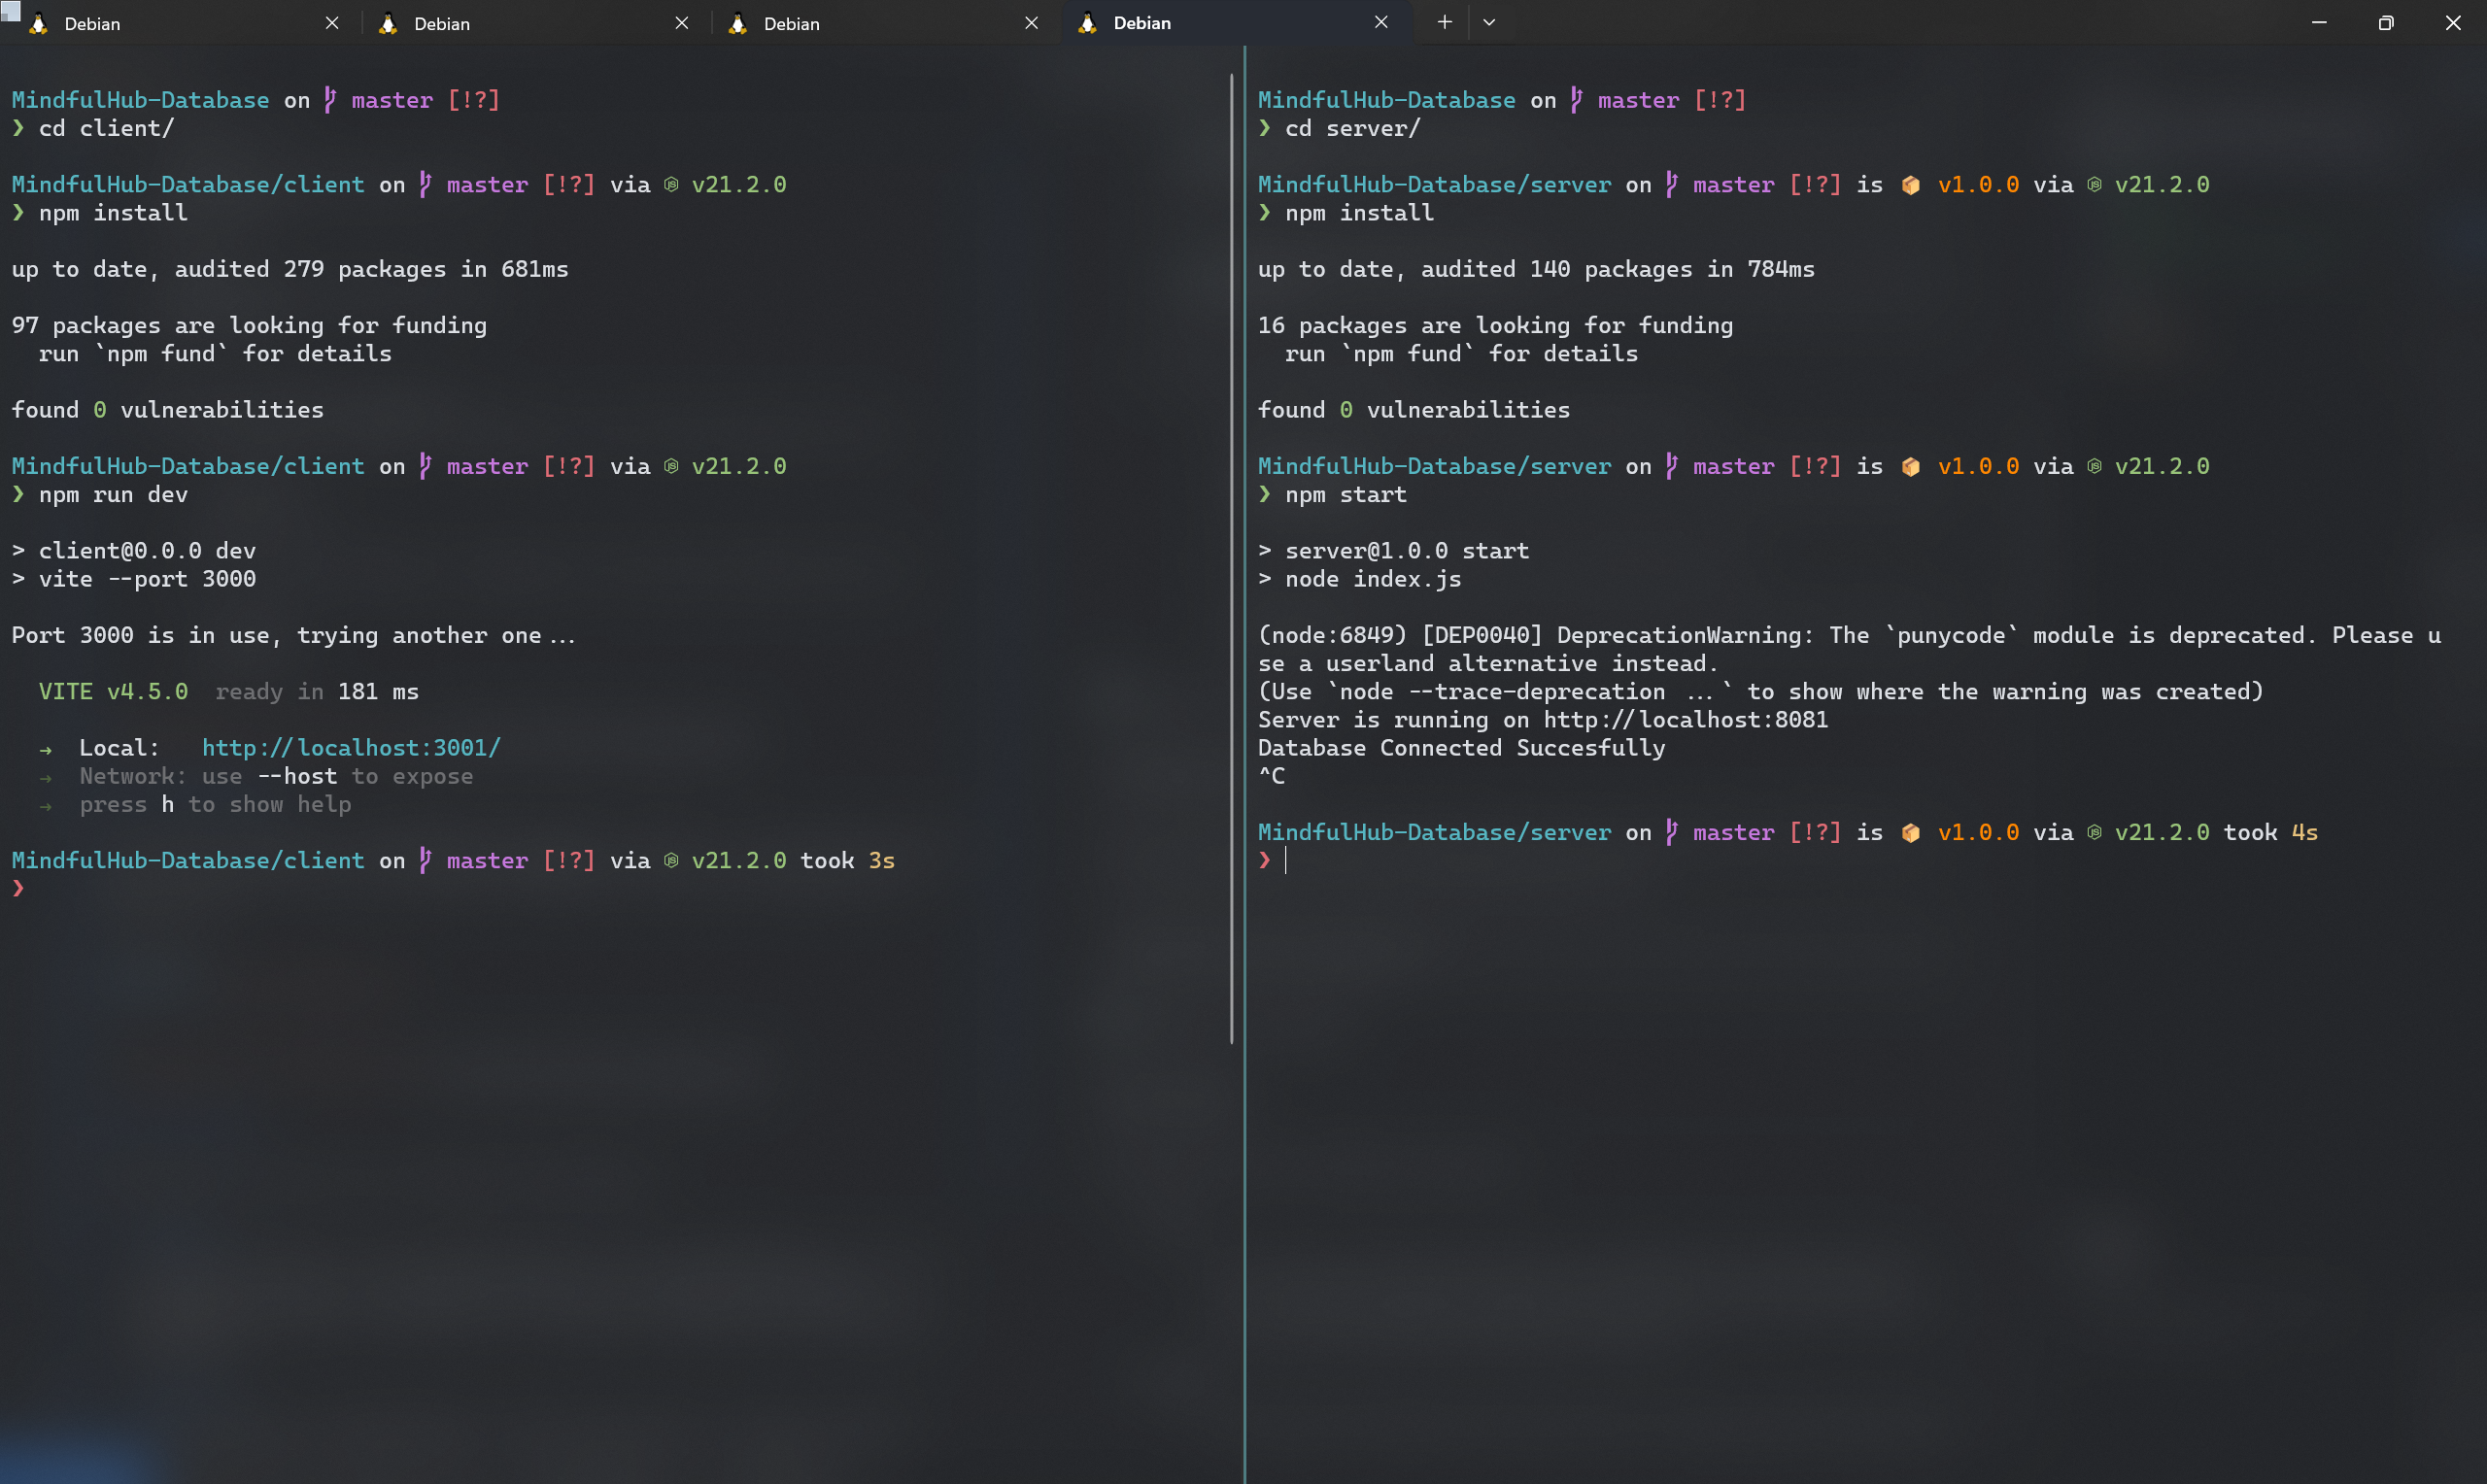 Debian
Debian
Debian
Debian
MindfulHub-Database on master [!?]
❯ cd client/
MindfulHub-Database/client on master [!?] via v21.2.0
❯ npm install
up to date, audited 279 packages in 681ms
97 packages are looking for funding
run `npm fund` for details
found 0 vulnerabilities
MindfulHub-Database/client on master [!?] via v21.2.0
❯ npm run dev
> client@0.0.0 dev
> vite --port 3000
Port 3000 is in use, trying another one...
VITE v4.5.0 ready in 181 ms
→ Local: http://localhost:3001/
→ Network: use --host to expose
→ press h to show help
MindfulHub-Database/client on master [!?] via v21.2.0 took 3s
❯
MindfulHub-Database on master [!?]
❯ cd server/
MindfulHub-Database/server on master [!?] is 📦 v1.0.0 via v21.2.0
❯ npm install
up to date, audited 140 packages in 784ms
16 packages are looking for funding
run `npm fund` for details
found 0 vulnerabilities
MindfulHub-Database/server on master [!?] is 📦 v1.0.0 via v21.2.0
❯ npm start
> server@1.0.0 start
> node index.js
(node:6849) [DEP0040] DeprecationWarning: The `punycode` module is deprecated. Please u
se a userland alternative instead.
(Use `node --trace-deprecation ...` to show where the warning was created)
Server is running on http://localhost:8081
Database Connected Succesfully
^C
MindfulHub-Database/server on master [!?] is 📦 v1.0.0 via v21.2.0 took 4s
❯